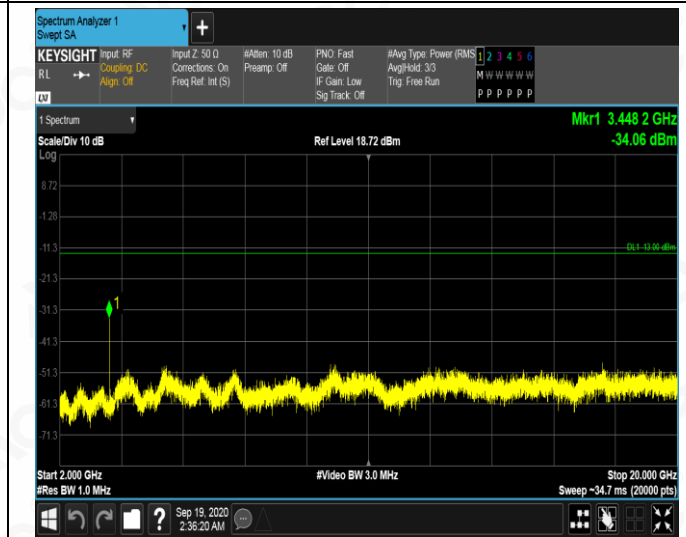 Spectrum Analyzer 1
Swept SA
+
KEYSIGHT
RL
LXI
Input: RF
Coupling: DC
Align: Off
Input Z: 50 Ω
Corrections: On
Freq Ref: Int (S)
#Atten: 10 dB
Preamp: Off
PNO: Fast
Gate: Off
IF Gain: Low
Sig Track: Off
#Avg Type: Power (RMS
Avg|Hold: 3/3
Trig: Free Run
1 2 3 4 5 6
M W W W W W
P P P P P P
1 Spectrum
Mkr1 3.448 2 GHz
Scale/Div 10 dB
Ref Level 18.72 dBm
-34.06 dBm
Log
8.72
-1.28
-11.3
DL1 -13.00 dBm
-21.3
-31.3
1
-41.3
-51.3
-61.3
-71.3
Start 2.000 GHz
#Video BW 3.0 MHz
Stop 20.000 GHz
#Res BW 1.0 MHz
Sweep ~34.7 ms (20000 pts)
?
Sep 19, 2020
2:36:20 AM